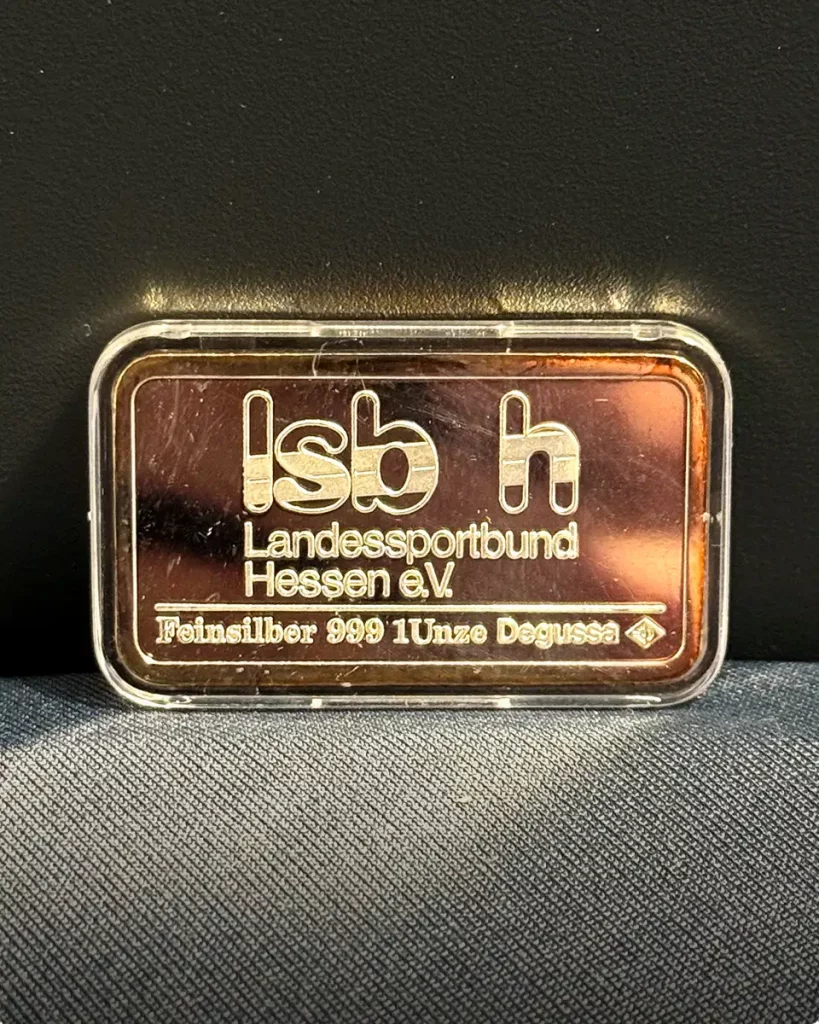 lsb h
Landessportbund
Hessen e.V.
Feinsilber 999 1Unze Degussa